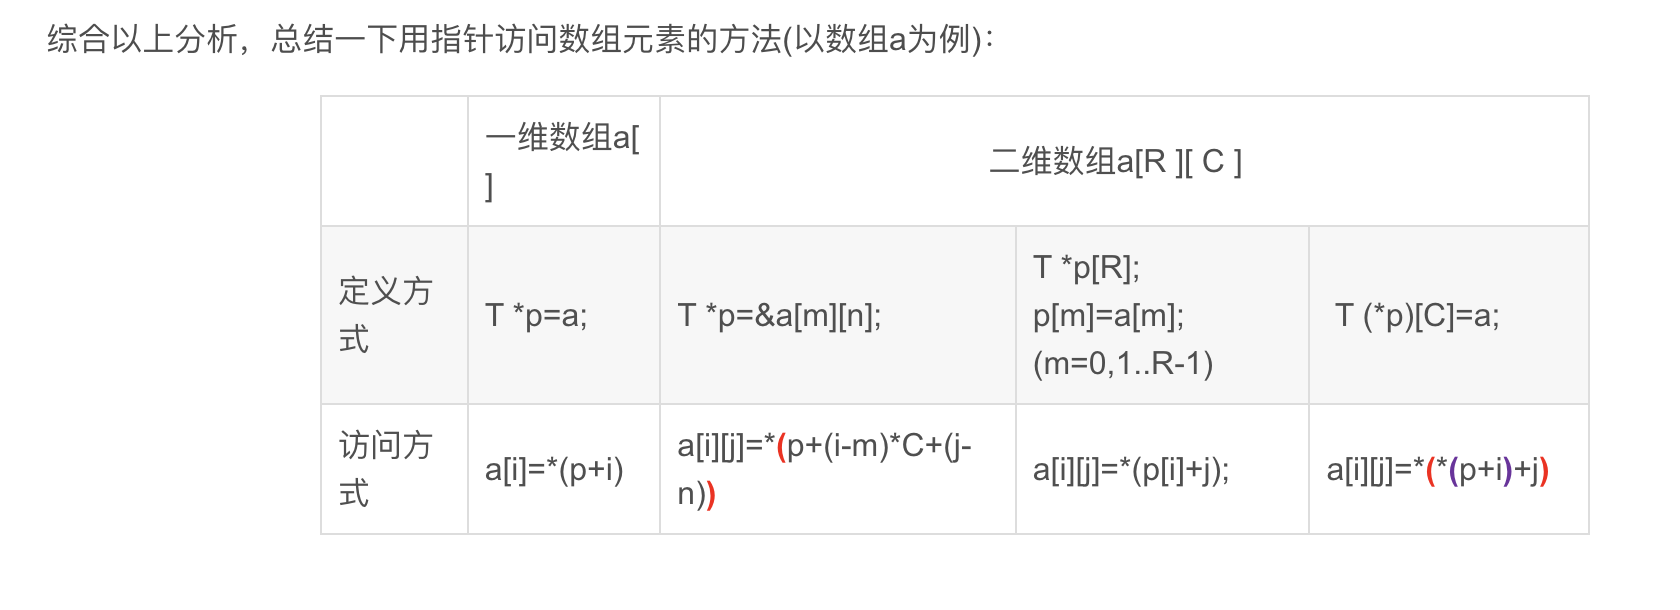 综合以上分析，总结一下用指针访问数组元素的方法(以数组a为例)：
一维数组a[
]
二维数组a[R ][ C ]
定义方
式
T *p=a;
T *p=&a[m][n];
T *p[R];
p[m]=a[m];
(m=0,1..R-1)
T (*p)[C]=a;
访问方
式
a[i]=*(p+i)
a[i][j]=*(p+(i-m)*C+(j-
n))
a[i][j]=*(p[i]+j);
a[i][j]=*(*(p+i)+j)